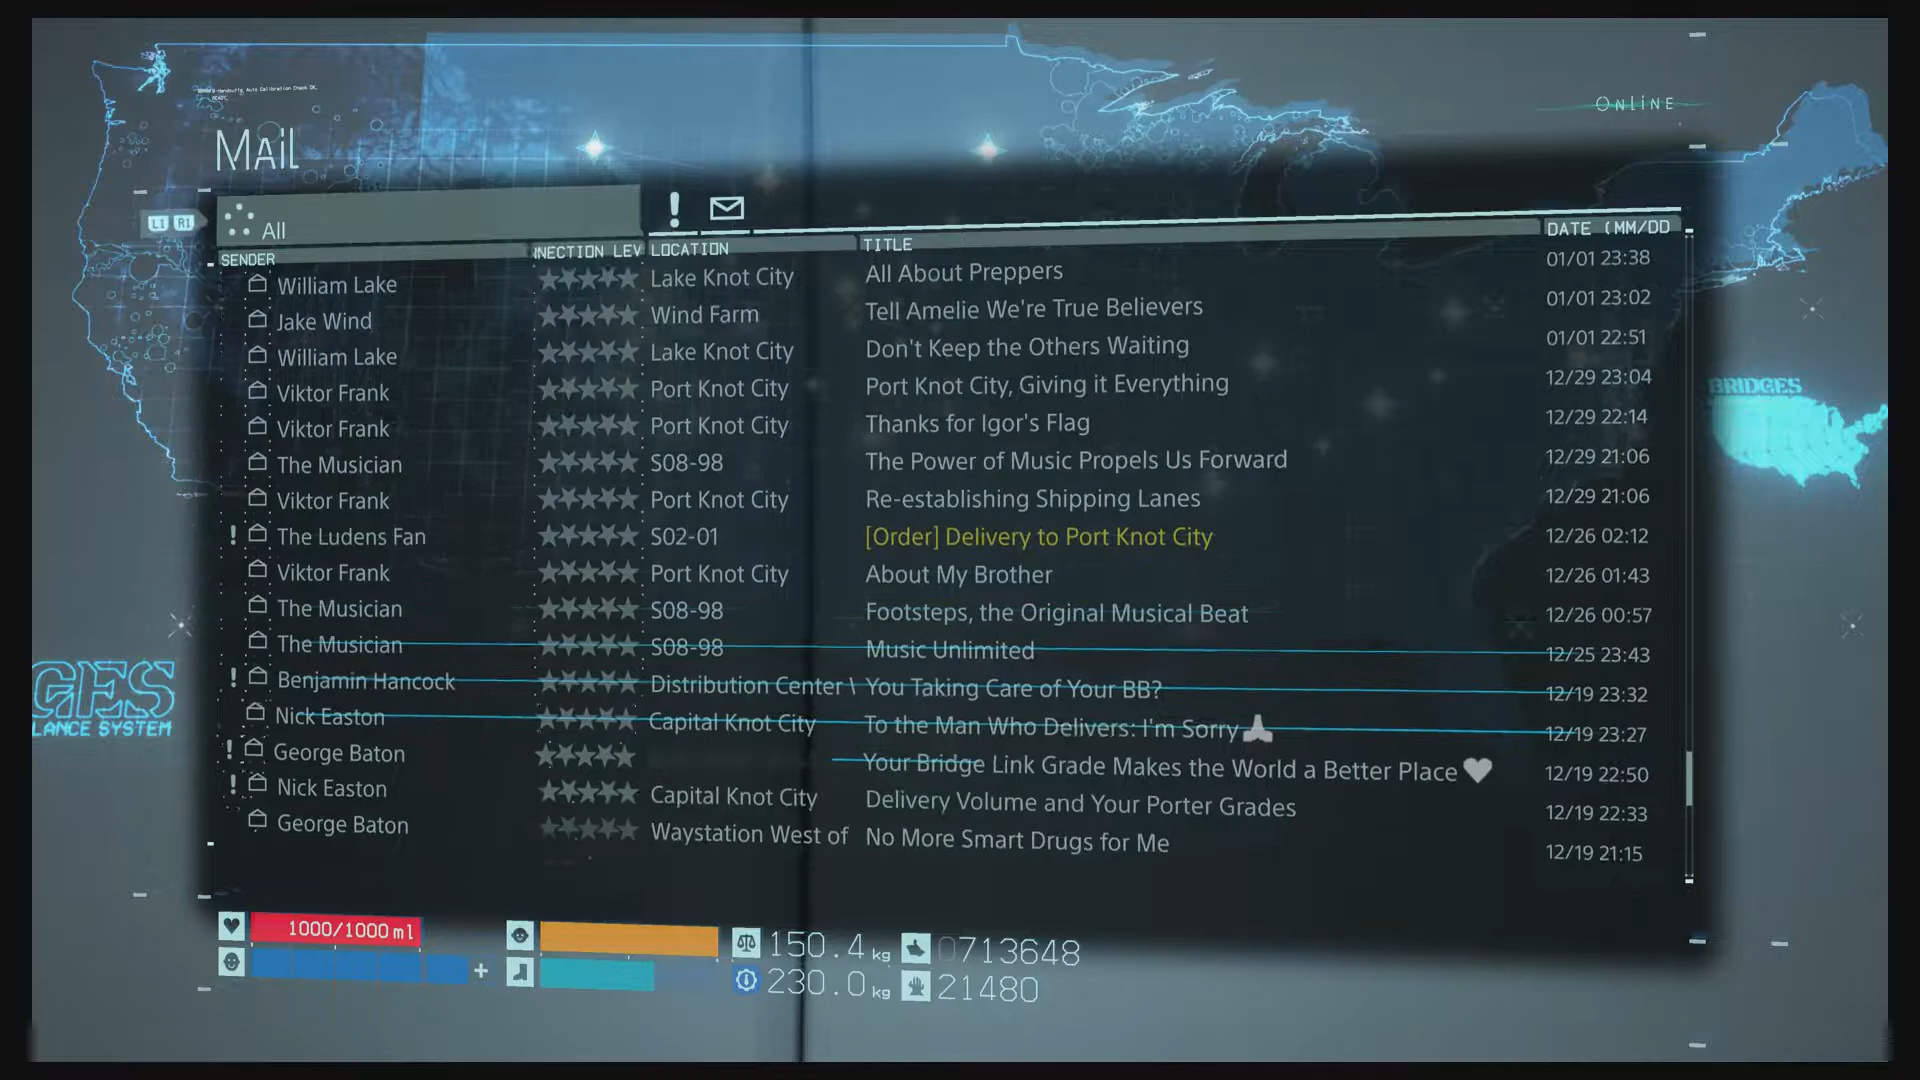 Handcuffs Auto Calibration Check OK.
READY.
ONLINE
MAIL
L1 R1
All
SENDER NNECTION LEV LOCATION TITLE DATE (MM/DD
William Lake ★★★★★ Lake Knot City All About Preppers 01/01 23:38
Jake Wind ★★★★★ Wind Farm Tell Amelie We're True Believers 01/01 23:02
William Lake ★★★★★ Lake Knot City Don't Keep the Others Waiting 01/01 22:51
Viktor Frank ★★★★★ Port Knot City Port Knot City, Giving it Everything 12/29 23:04
Viktor Frank ★★★★★ Port Knot City Thanks for Igor's Flag 12/29 22:14
The Musician ★★★★★ S08-98 The Power of Music Propels Us Forward 12/29 21:06
Viktor Frank ★★★★★ Port Knot City Re-establishing Shipping Lanes 12/29 21:06
! The Ludens Fan ★★★★★ S02-01 [Order] Delivery to Port Knot City 12/26 02:12
Viktor Frank ★★★★★ Port Knot City About My Brother 12/26 01:43
The Musician ★★★★★ S08-98 Footsteps, the Original Musical Beat 12/26 00:57
The Musician ★★★★★ S08-98 Music Unlimited 12/25 23:43
! Benjamin Hancock ★★★★★ Distribution Center You Taking Care of Your BB? 12/19 23:32
Nick Easton ★★★★★ Capital Knot City To the Man Who Delivers: I'm Sorry 12/19 23:27
! George Baton ★★★★★ Your Bridge Link Grade Makes the World a Better Place 12/19 22:50
! Nick Easton ★★★★★ Capital Knot City Delivery Volume and Your Porter Grades 12/19 22:33
George Baton ★★★★★ Waystation West of No More Smart Drugs for Me 12/19 21:15
BRIDGES
GES
LANCE SYSTEM
1000/1000 ml 150.4 kg 0713648
+ 230.0 kg 21480